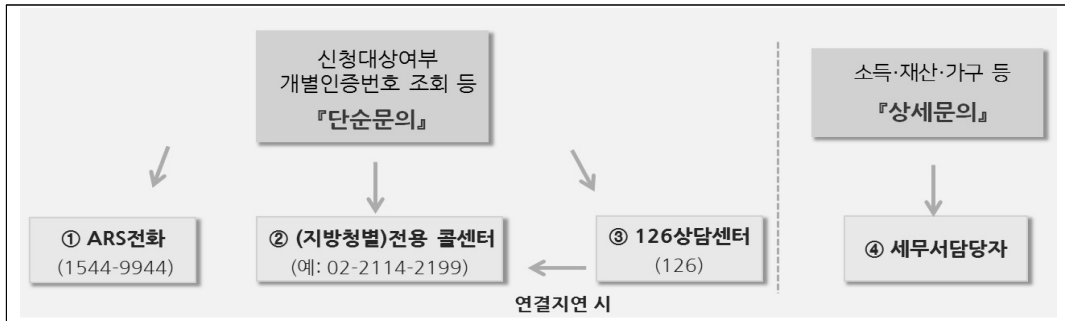 신청대상여부
개별인증번호 조회 등
『단순문의』
소득·재산·가구 등
『상세문의』
① ARS전화
(1544-9944)
② (지방청별)전용 콜센터
(예: 02-2114-2199)
③ 126상담센터
(126)
④ 세무서담당자
연결지연 시